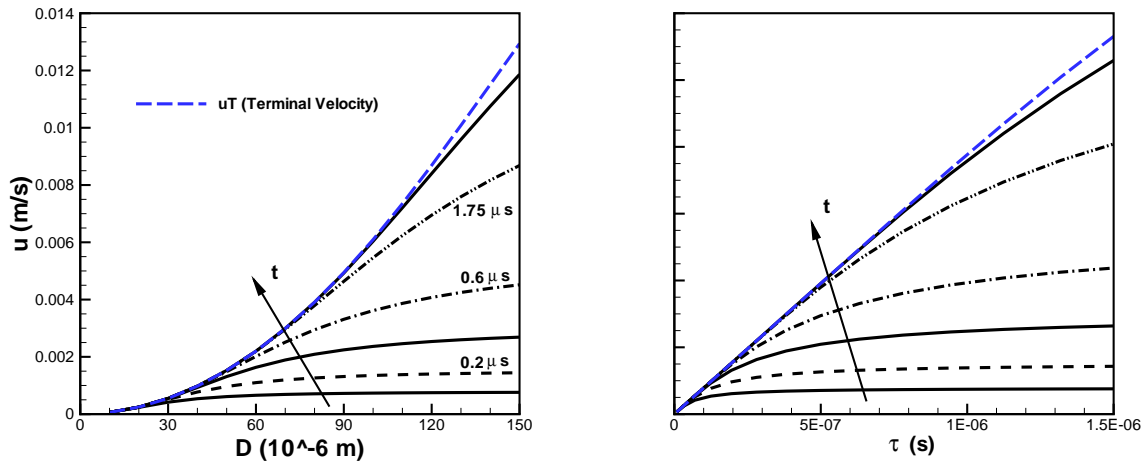 0.014
0.012
0.01
0.008
0.006
0.004
0.002
0
u (m/s)
uT (Terminal Velocity)
1.75 μ s
0.6 μ s
0.2 μ s
t
0 30 60 90 120 150
D (10^-6 m)
t
0 5E-07 1E-06 1.5E-06
τ (s)